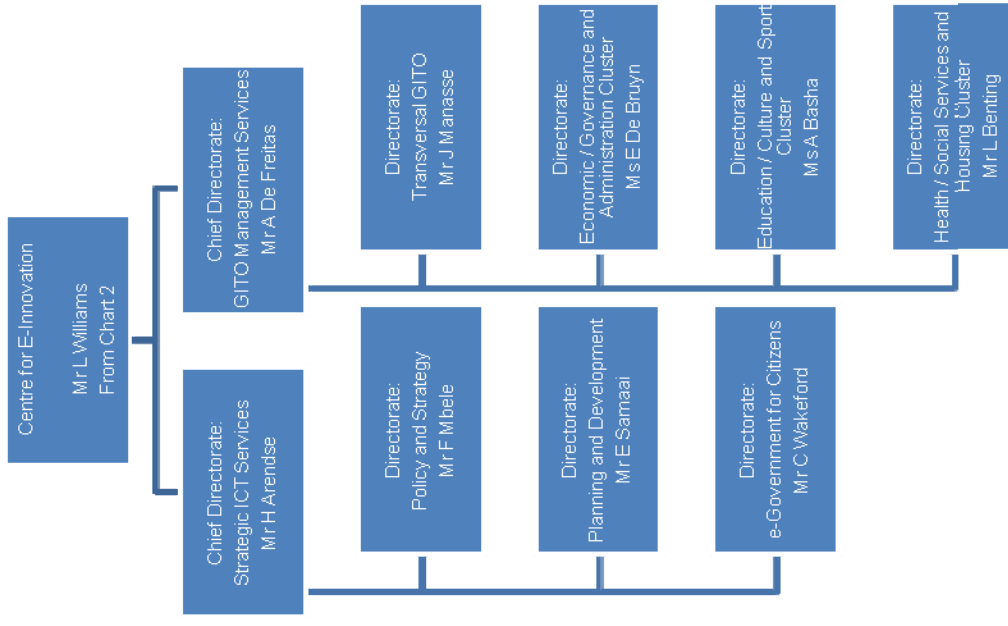 Centre for E-Innovation
Mr L Williams
From Chart 2
Chief Directorate:
Strategic ICT Services
Mr H Arendse
Directorate:
Policy and Strategy
Mr F Mbele
Directorate:
Planning and Development
Mr E Samaai
Directorate:
e-Government for Citizens
Mr C Wakeford
Chief Directorate:
GITO Management Services
Mr A De Freitas
Directorate:
Transversal GITO
Mr J Manasse
Directorate:
Economic / Governance and
Administration Cluster
Ms E De Bruyn
Directorate:
Education / Culture and Sport
Cluster
Ms A Basha
Directorate:
Health / Social Services and
Housing Cluster
Mr L Benting